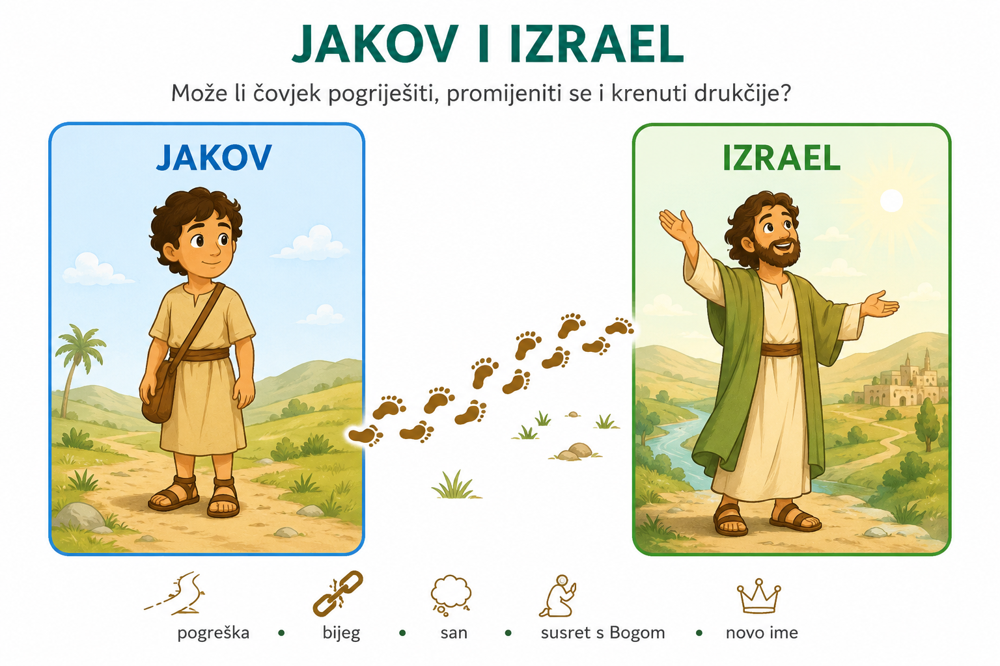 JAKOV I IZRAEL
Može li čovjek pogriješiti, promijeniti se i krenuti drukčije?
JAKOV
IZRAEL
pogreška • bijeg • san • susret s Bogom • novo ime